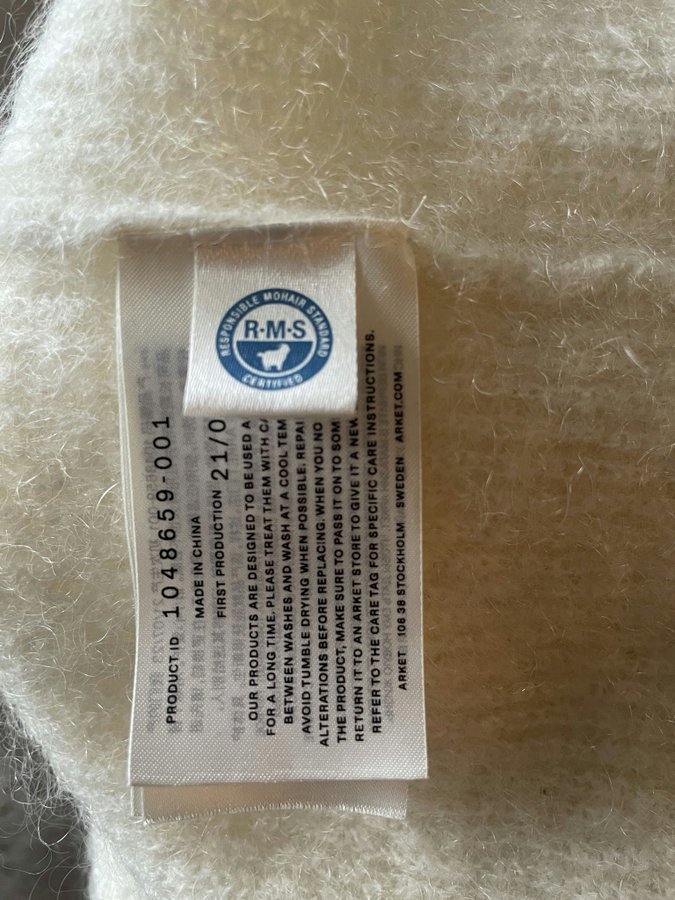 RESPONSIBLE MOHAIR STANDARD
R·M·S
CERTIFIED
PRODUCT ID 1048659-001
MADE IN CHINA
FIRST PRODUCTION 21/0
OUR PRODUCTS ARE DESIGNED TO BE USED A
FOR A LONG TIME. PLEASE TREAT THEM WITH CA
BETWEEN WASHES AND WASH AT A COOL TEM
AVOID TUMBLE DRYING WHEN POSSIBLE. REPAI
ALTERATIONS BEFORE REPLACING. WHEN YOU NO
THE PRODUCT, MAKE SURE TO PASS IT ON TO SOM
RETURN IT TO AN ARKET STORE TO GIVE IT A NEW
REFER TO THE CARE TAG FOR SPECIFIC CARE INSTRUCTIONS.
ARKET 106 38 STOCKHOLM SWEDEN ARKET.COM